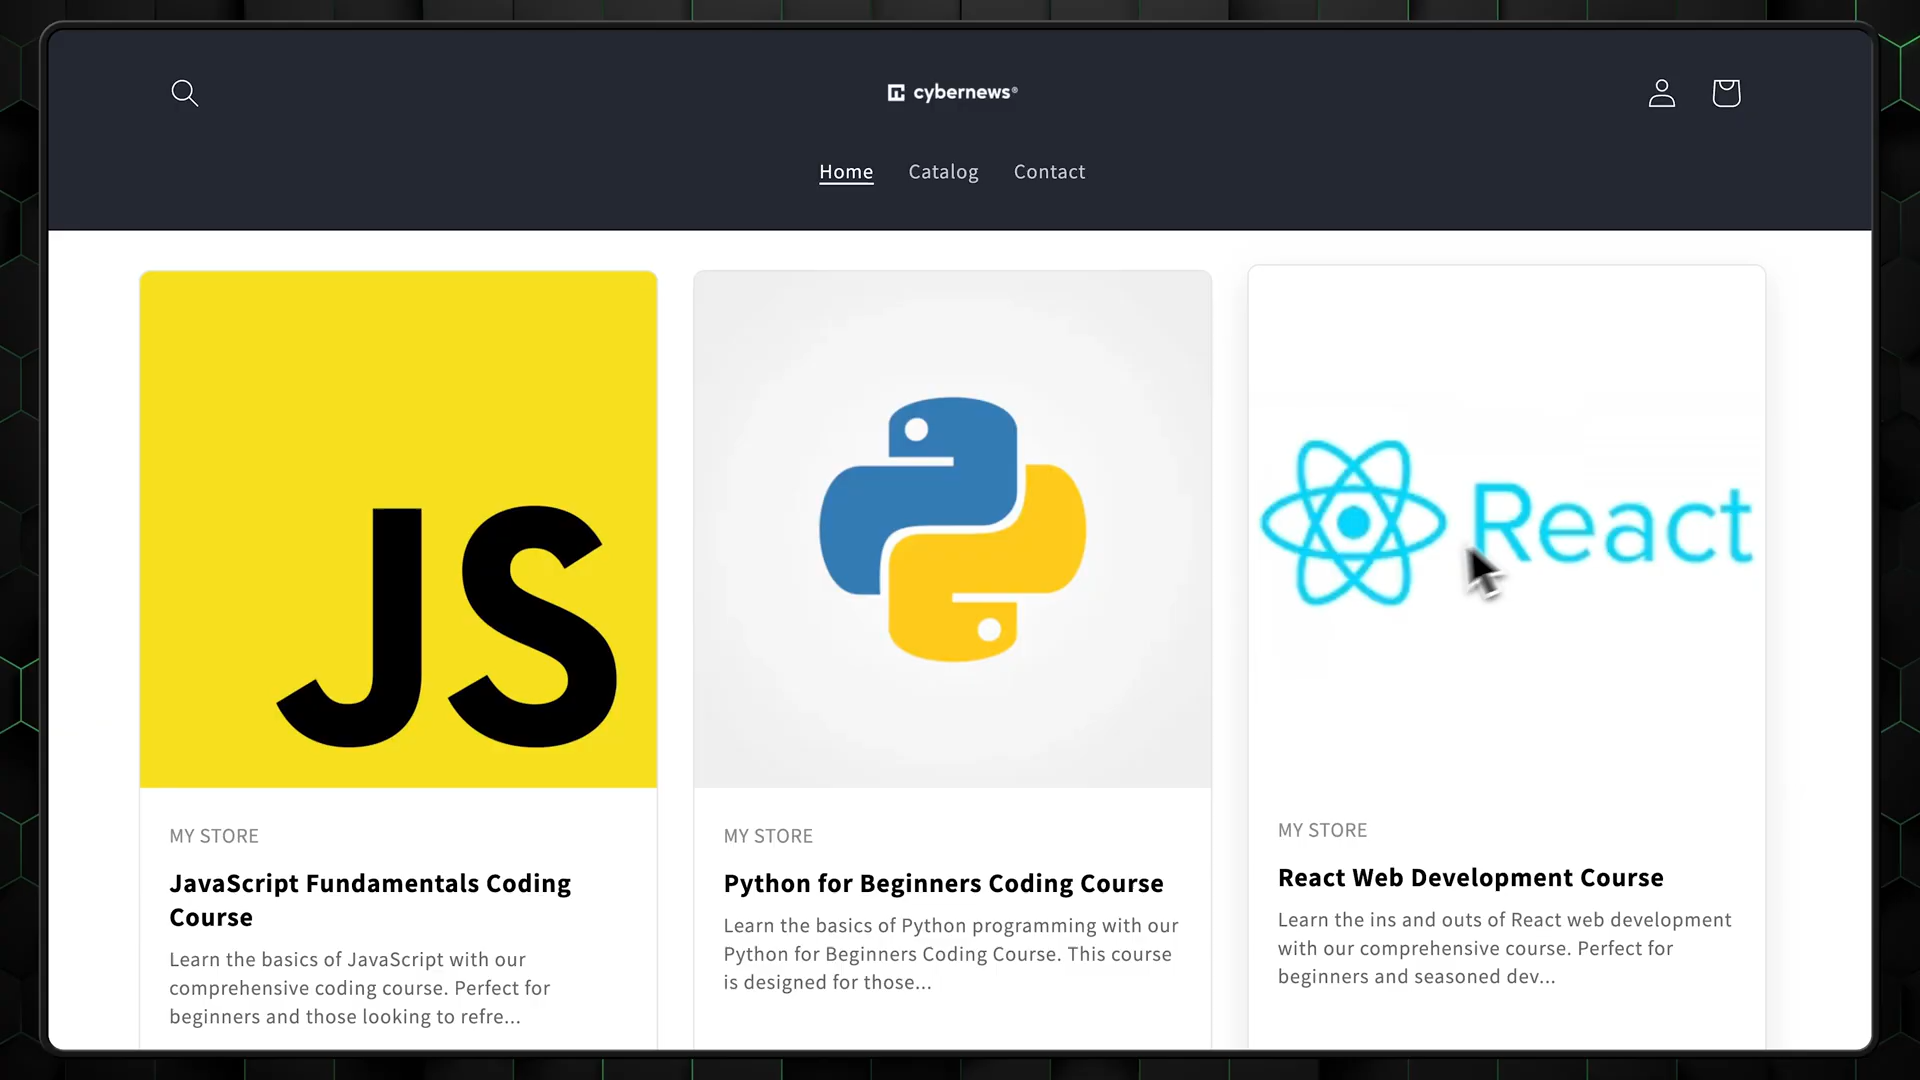 cybernews®
Home Catalog Contact
JS
React
MY STORE
JavaScript Fundamentals Coding
Course
Learn the basics of JavaScript with our
comprehensive coding course. Perfect for
beginners and those looking to refre...
MY STORE
Python for Beginners Coding Course
Learn the basics of Python programming with our
Python for Beginners Coding Course. This course
is designed for those...
MY STORE
React Web Development Course
Learn the ins and outs of React web development
with our comprehensive course. Perfect for
beginners and seasoned dev...